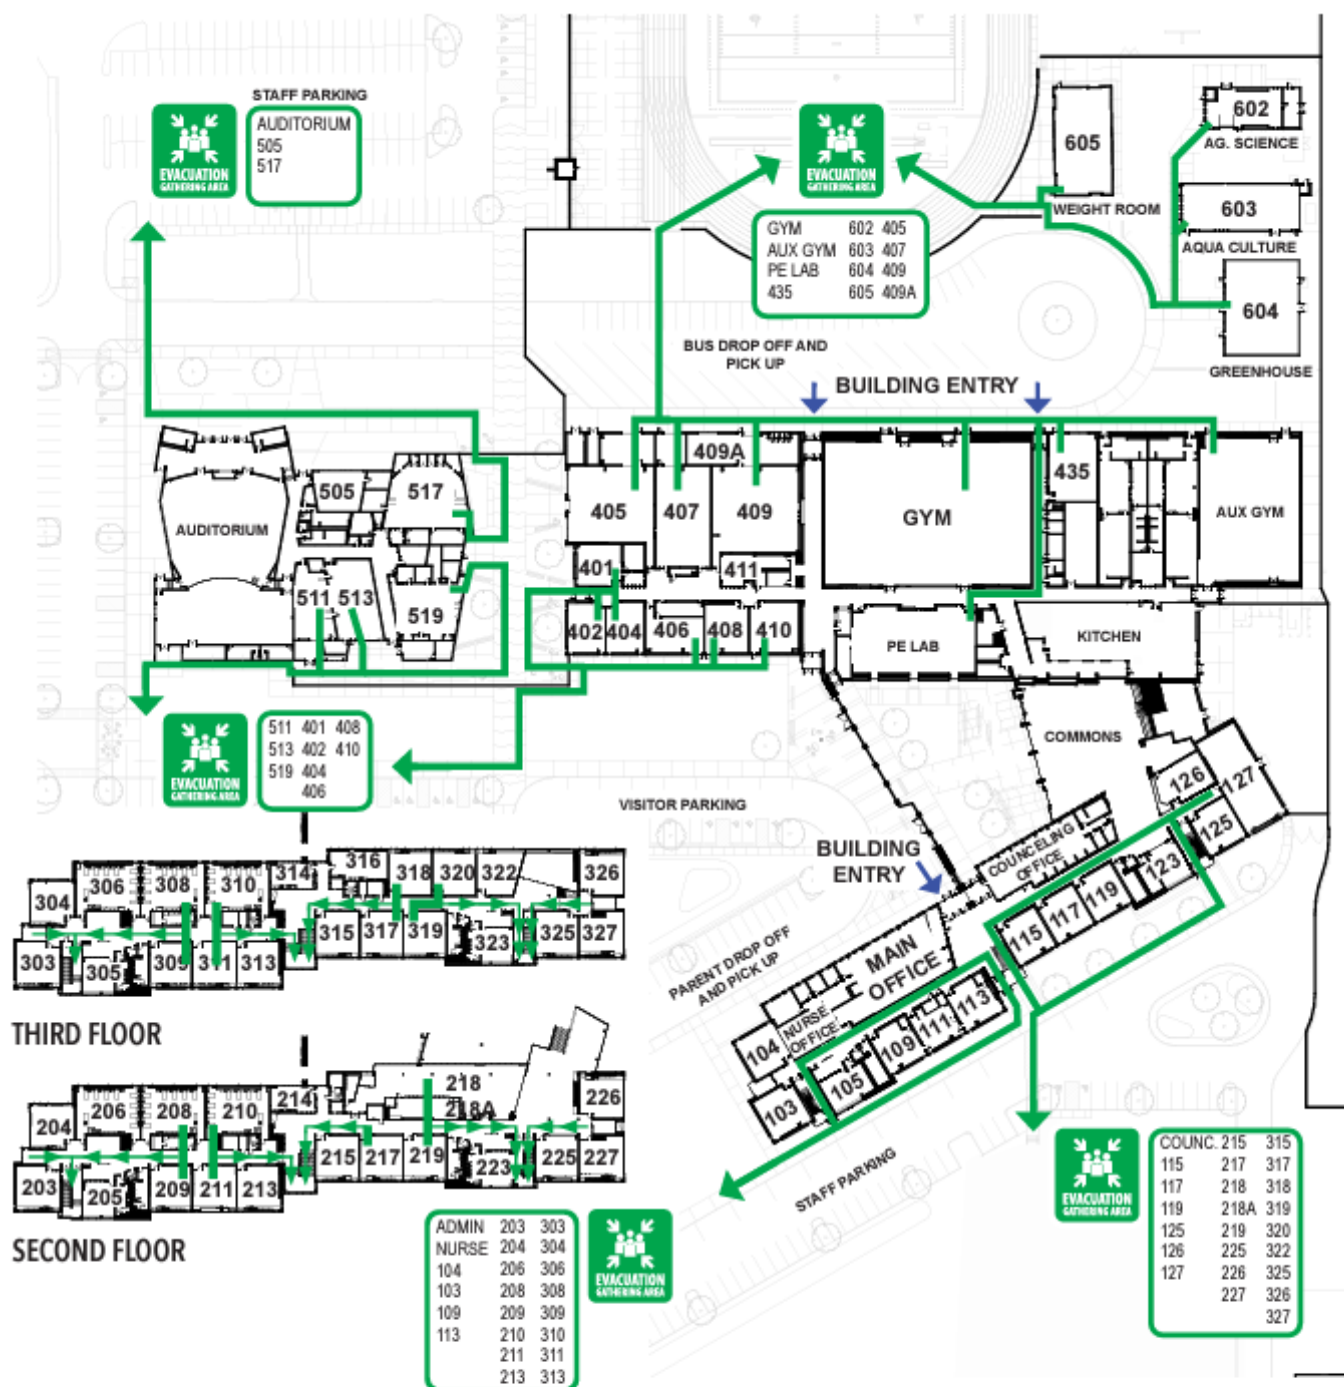 STAFF PARKING
EVACUATION
GATHERING AREA
AUDITORIUM
505
517
EVACUATION
GATHERING AREA
GYM 602 405
AUX GYM 603 407
PE LAB 604 409
435 605 409A
605
WEIGHT ROOM
602
AG. SCIENCE
603
AQUA CULTURE
604
GREENHOUSE
BUS DROP OFF AND
PICK UP
BUILDING ENTRY
AUDITORIUM
505
517
511
513
519
405
407
409A
409
401
411
402
404
406
408
410
GYM
435
AUX GYM
PE LAB
KITCHEN
COMMONS
EVACUATION
GATHERING AREA
511 401 408
513 402 410
519 404
406
VISITOR PARKING
BUILDING
ENTRY
COUNCELING
OFFICE
126
127
125
123
119
117
115
MAIN
OFFICE
NURSE
OFFICE
PARENT DROP OFF
AND PICK UP
104
103
105
109
111
113
STAFF PARKING
304
306
308
310
314
316
318
320
322
326
303
305
309
311
313
315
317
319
323
325
327
THIRD FLOOR
204
206
208
210
214
218
218A
226
203
205
209
211
213
215
217
219
223
225
227
SECOND FLOOR
ADMIN 203 303
NURSE 204 304
104 206 306
103 208 308
109 209 309
113 210 310
211 311
213 313
EVACUATION
GATHERING AREA
EVACUATION
GATHERING AREA
COUNC. 215 315
115 217 317
117 218 318
119 218A 319
125 219 320
126 225 322
127 226 325
227 326
327